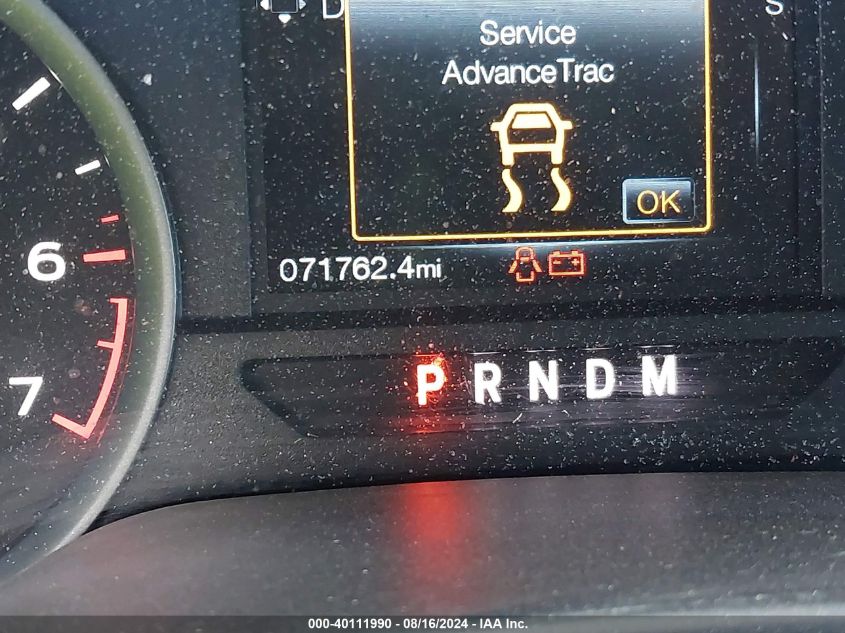 D
S
Service
AdvanceTrac
OK
6
071762.4mi
7
P R N D M
000-40111990 - 08/16/2024 - IAA Inc.